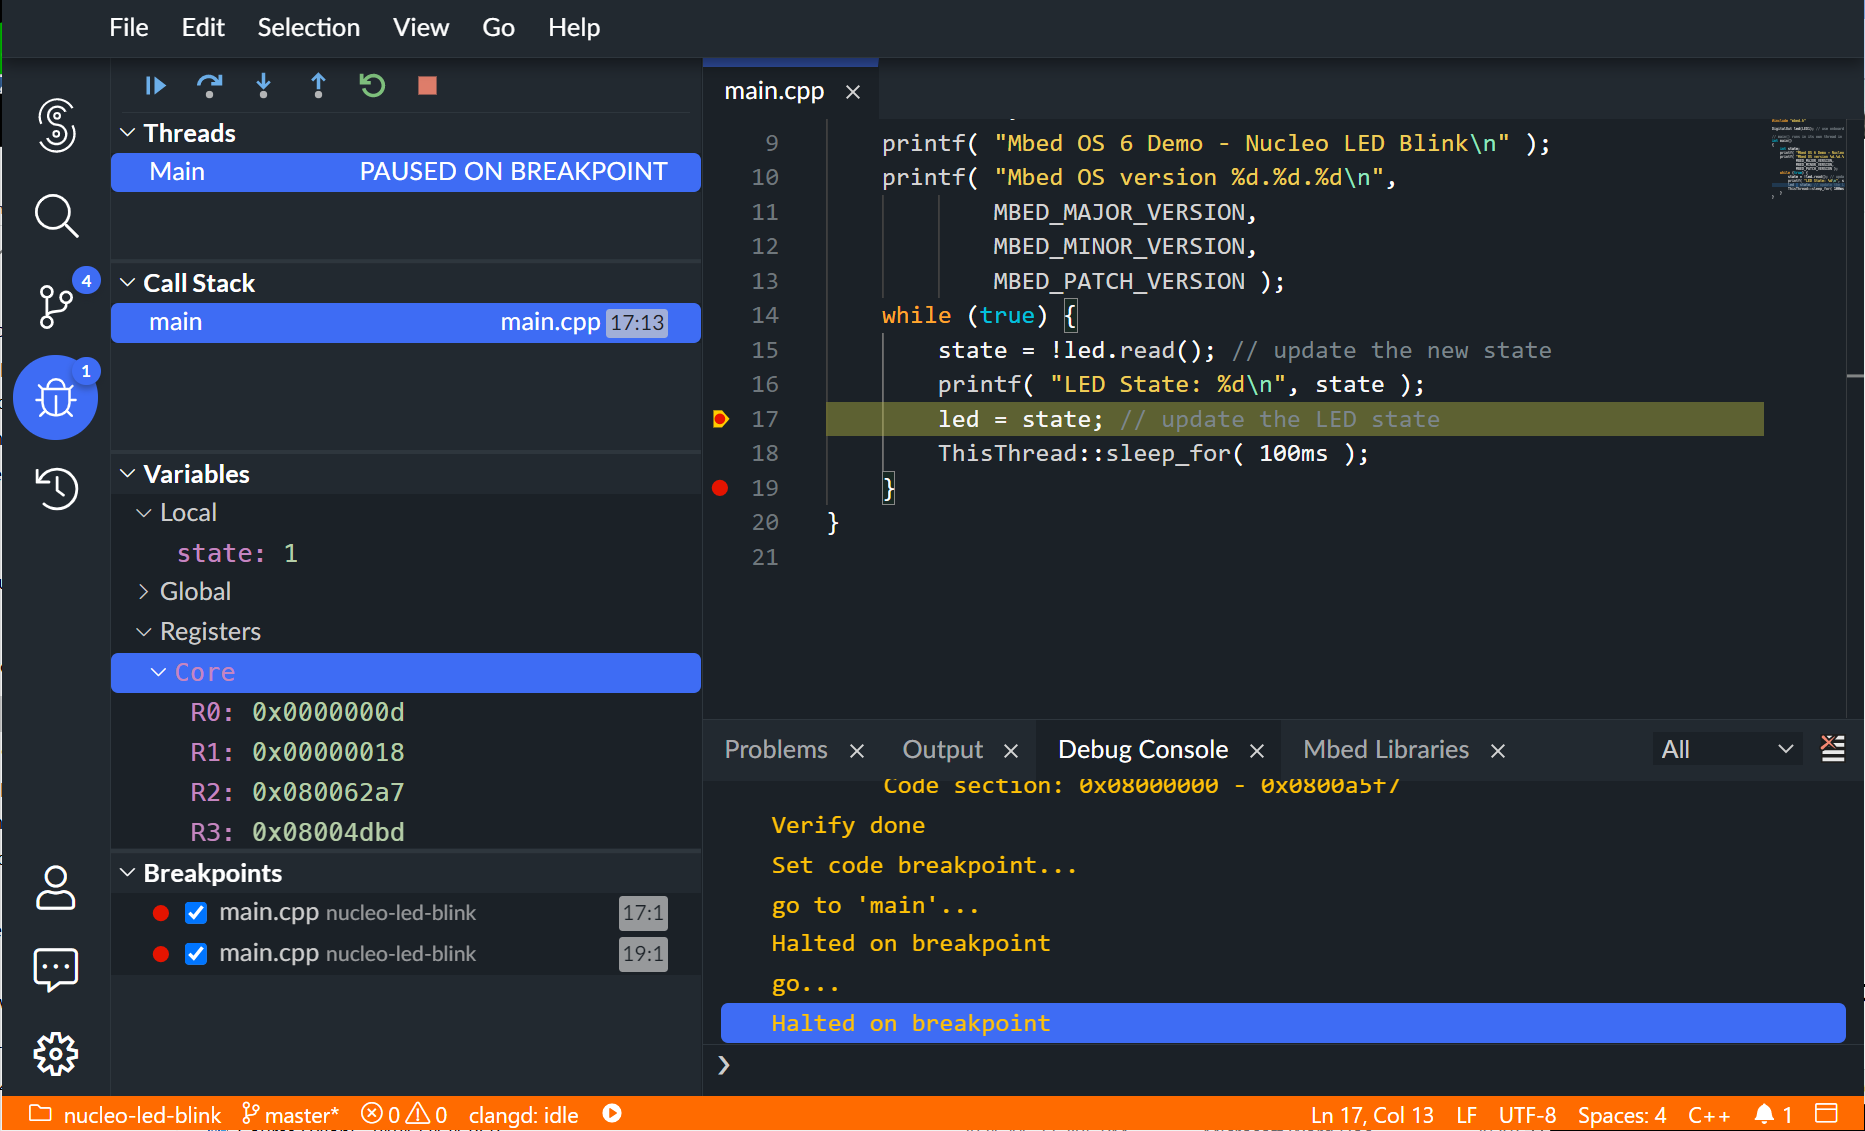 File Edit Selection View Go Help
Threads
Main PAUSED ON BREAKPOINT
Call Stack
main main.cpp 17:13
4
1
Variables
Local
state: 1
Global
Registers
Core
R0: 0x0000000d
R1: 0x00000018
R2: 0x080062a7
R3: 0x08004dbd
Breakpoints
main.cpp nucleo-led-blink 17:1
main.cpp nucleo-led-blink 19:1
main.cpp
9 printf( "Mbed OS 6 Demo - Nucleo LED Blink\n" );
10 printf( "Mbed OS version %d.%d.%d\n",
11 MBED_MAJOR_VERSION,
12 MBED_MINOR_VERSION,
13 MBED_PATCH_VERSION );
14 while (true) {
15 state = !led.read(); // update the new state
16 printf( "LED State: %d\n", state );
17 led = state; // update the LED state
18 ThisThread::sleep_for( 100ms );
19 }
20 }
21
Problems Output Debug Console Mbed Libraries All
Code section: 0x08000000 - 0x0800a5f7
Verify done
Set code breakpoint...
go to 'main'...
Halted on breakpoint
go...
Halted on breakpoint
❯
nucleo-led-blink master* 0 0 clangd: idle Ln 17, Col 13 LF UTF-8 Spaces: 4 C++ 1